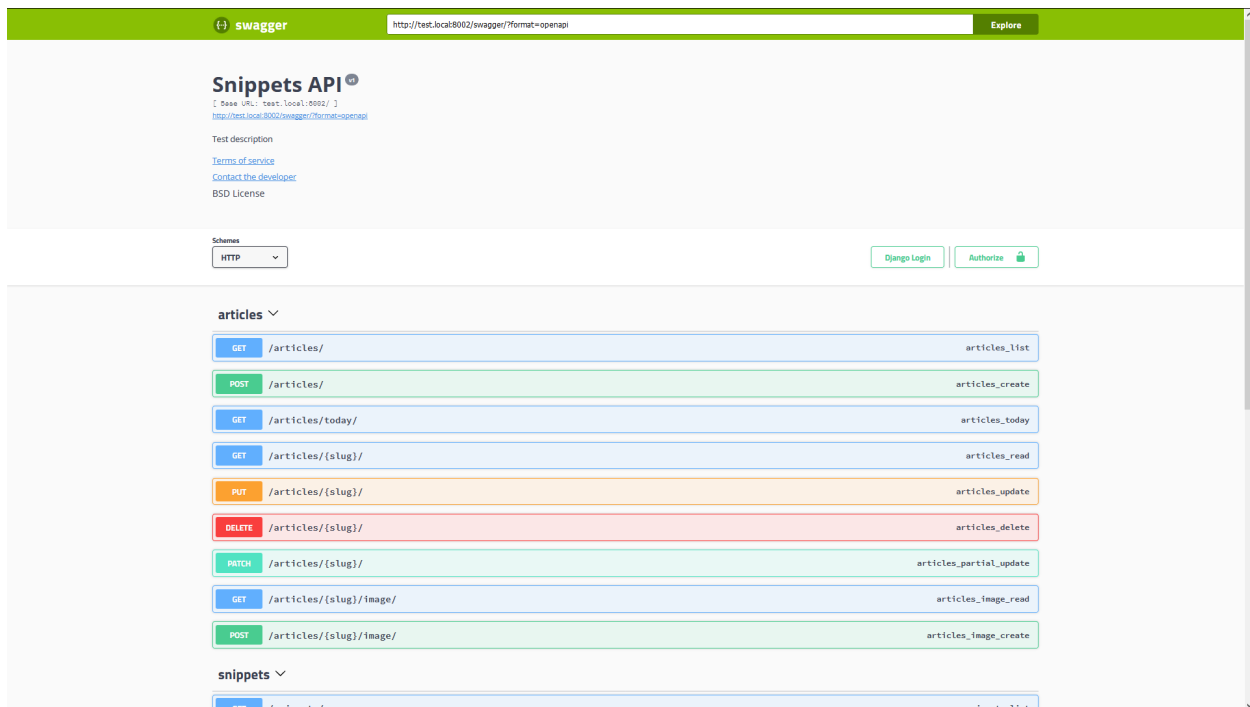 swagger http://test.local:8002/swagger/?format=openapi Explore
Snippets API v1
[ Base URL: test.local:8002/ ]
http://test.local:8002/swagger/?format=openapi
Test description
Terms of service
Contact the developer
BSD License
Schemes
HTTP Django Login Authorize
articles
GET /articles/ articles_list
POST /articles/ articles_create
GET /articles/today/ articles_today
GET /articles/{slug}/ articles_read
PUT /articles/{slug}/ articles_update
DELETE /articles/{slug}/ articles_delete
PATCH /articles/{slug}/ articles_partial_update
GET /articles/{slug}/image/ articles_image_read
POST /articles/{slug}/image/ articles_image_create
snippets